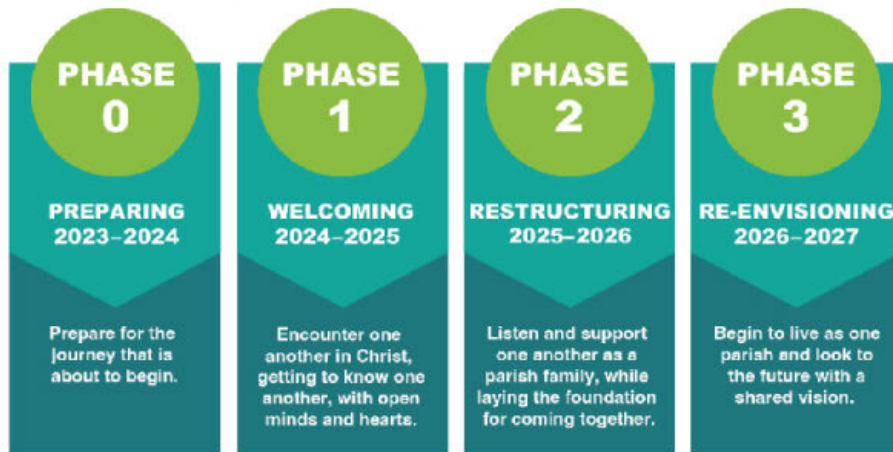 PHASE
0
PREPARING
2023–2024
Prepare for the
journey that is
about to begin.
PHASE
1
WELCOMING
2024–2025
Encounter one
another in Christ,
getting to know one
another, with open
minds and hearts.
PHASE
2
RESTRUCTURING
2025–2026
Listen and support
one another as a
parish family, while
laying the foundation
for coming together.
PHASE
3
RE-ENVISIONING
2026–2027
Begin to live as one
parish and look to
the future with a
shared vision.